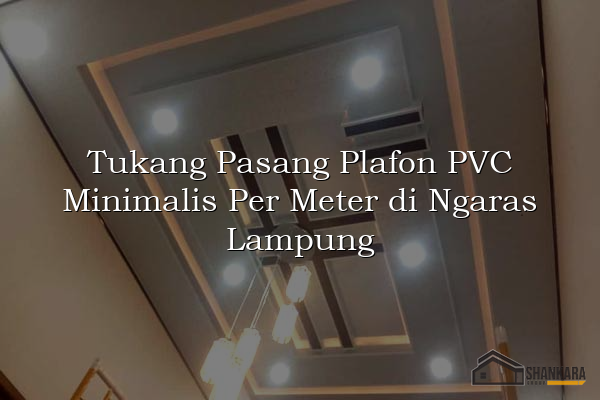 Tukang Pasang Plafon PVC
Minimalis Per Meter di Ngaras
Lampung
SHANKARA